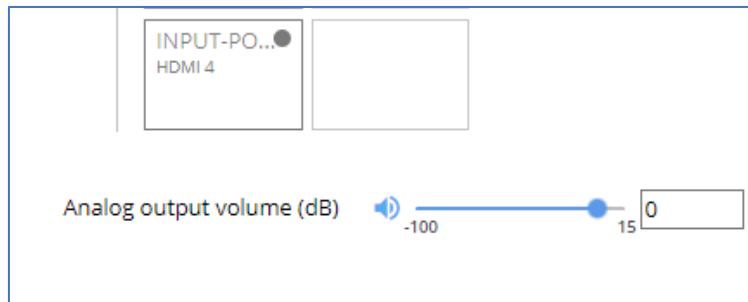 INPUT-PO...
HDMI 4
Analog output volume (dB)
-100
15
0